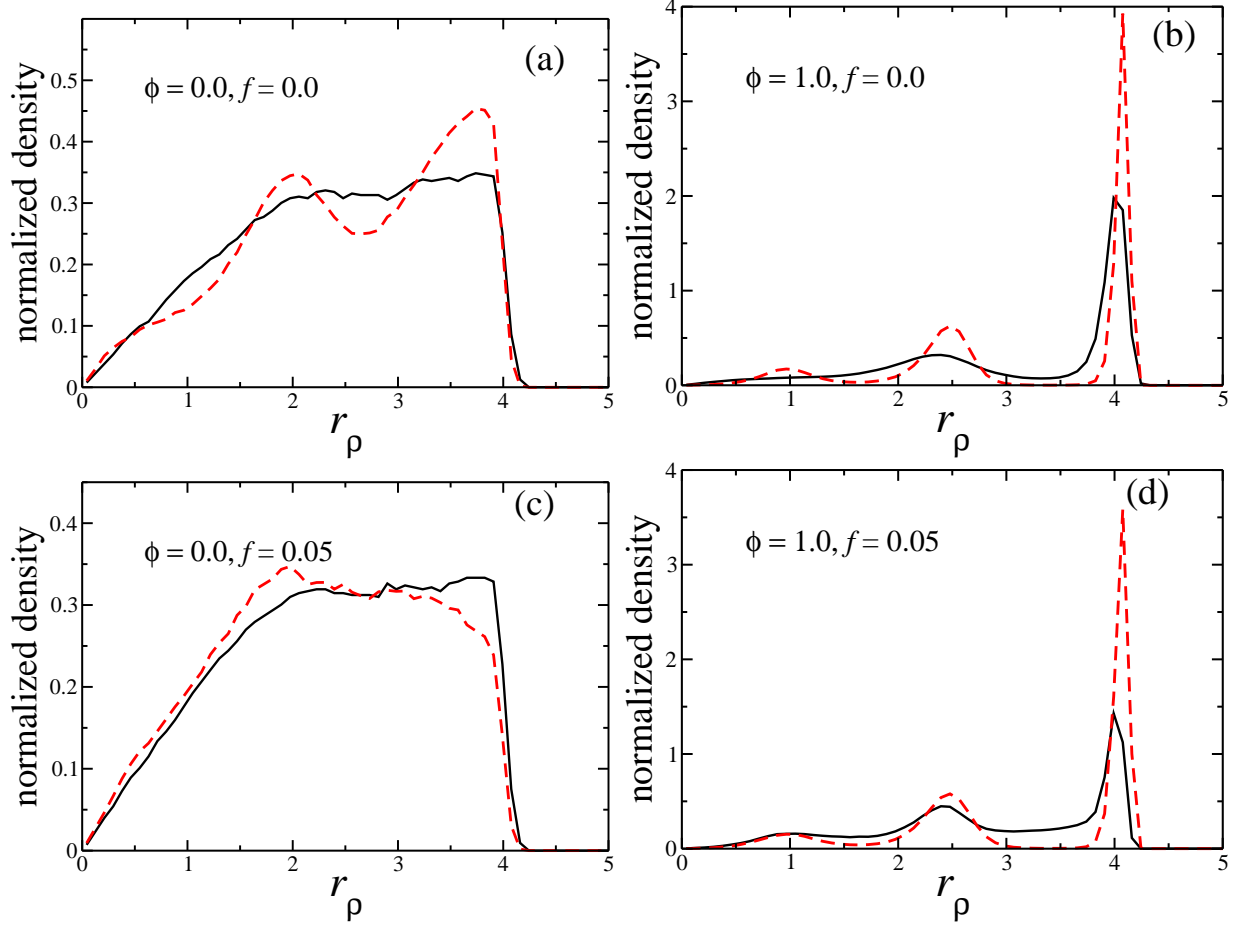 (a)
ϕ = 0.0, f = 0.0
normalized density
0.5
0.4
0.3
0.2
0.1
0
0 1 2 3 4 5
rρ
(b)
ϕ = 1.0, f = 0.0
normalized density
4
3
2
1
0
0 1 2 3 4 5
rρ
(c)
ϕ = 0.0, f = 0.05
normalized density
0.4
0.3
0.2
0.1
0
0 1 2 3 4 5
rρ
(d)
ϕ = 1.0, f = 0.05
normalized density
4
3
2
1
0
0 1 2 3 4 5
rρ